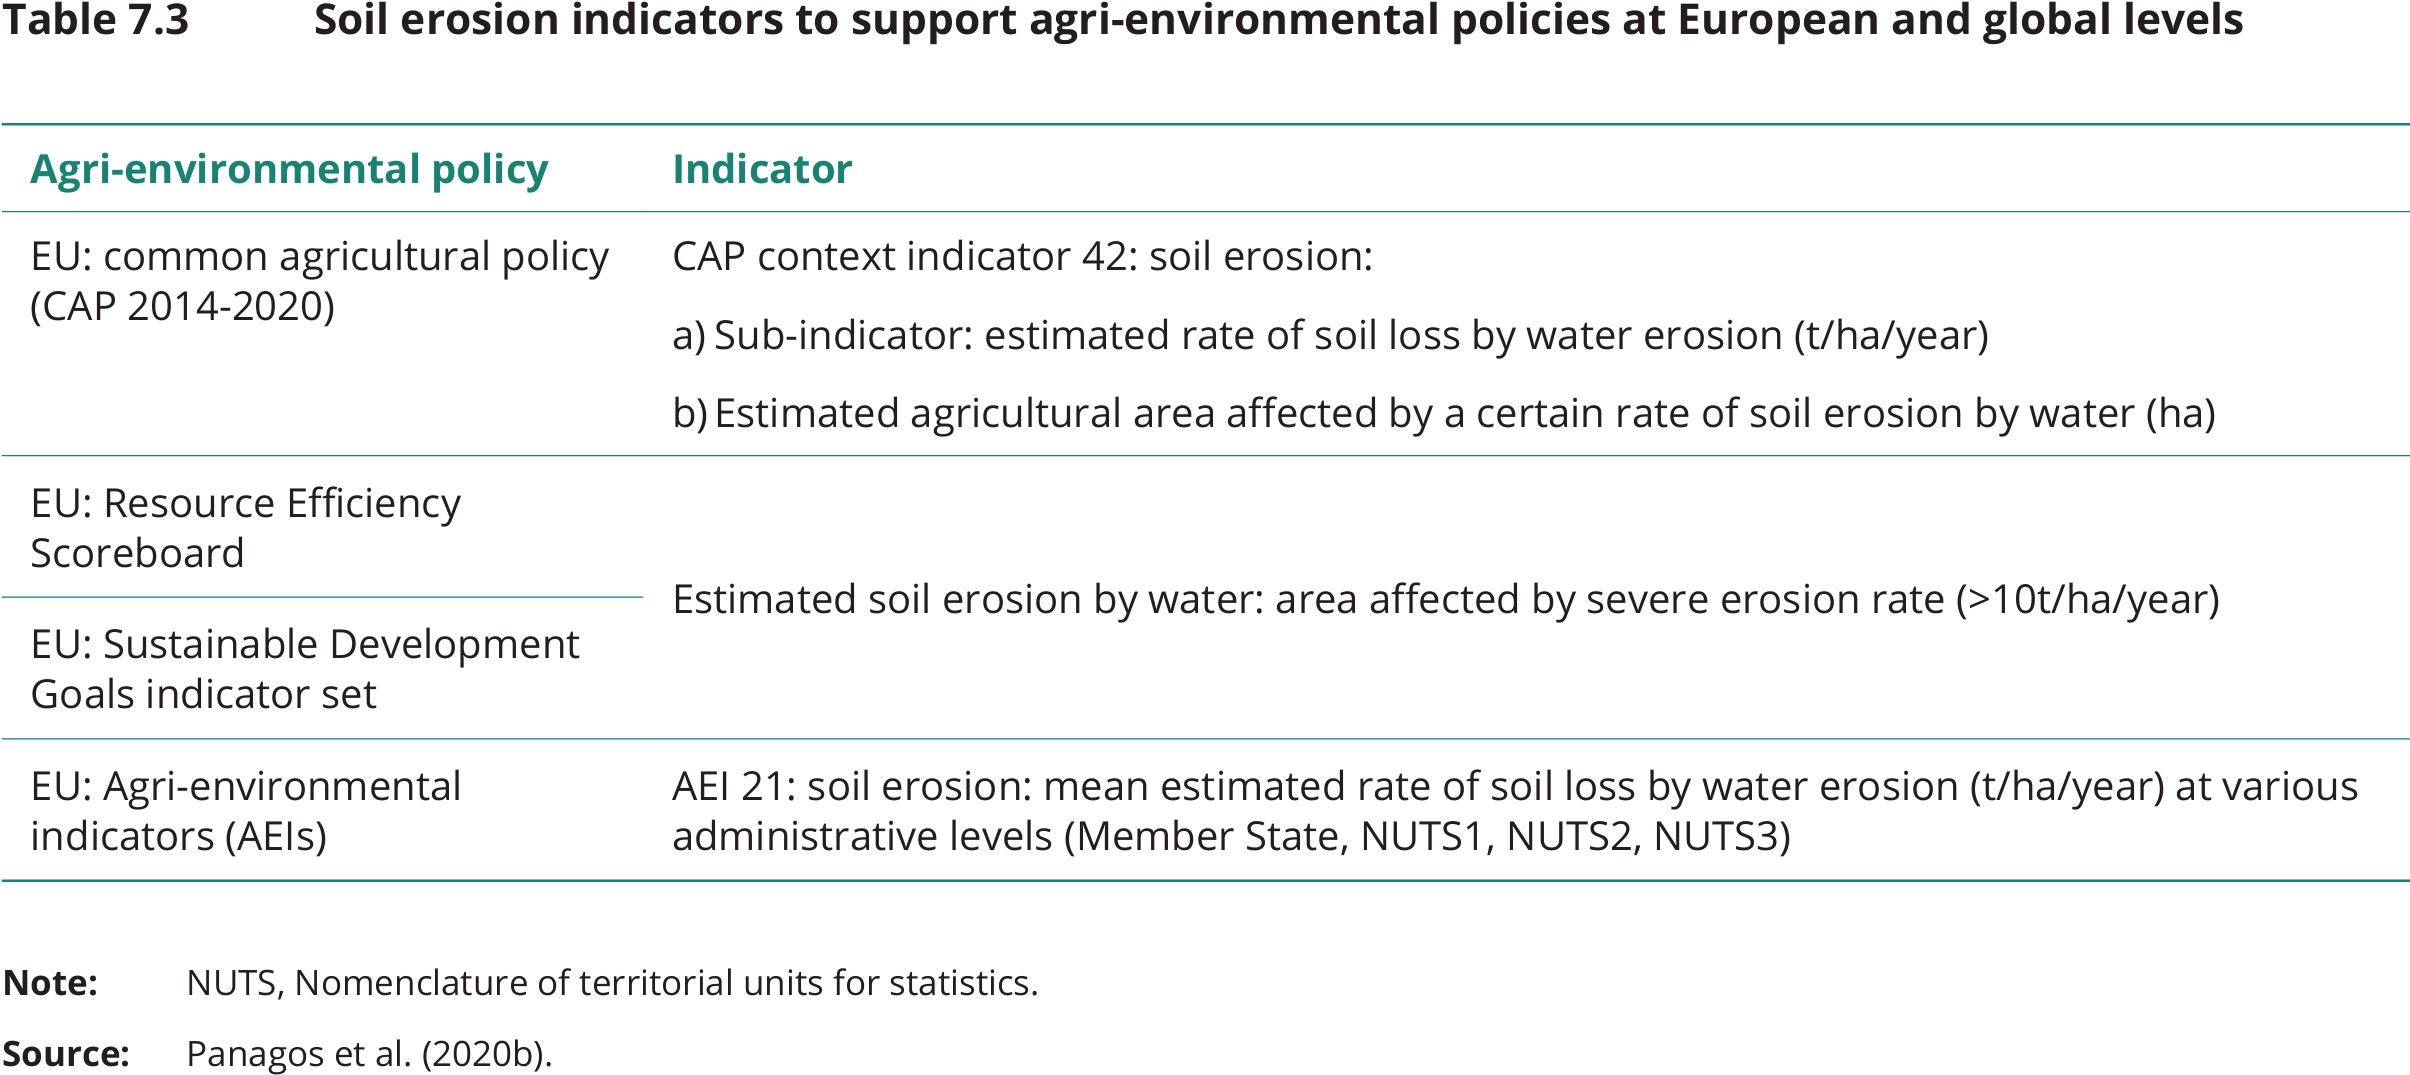 Table 7.3 Soil erosion indicators to support agri-environmental policies at European and global levels
Agri-environmental policy Indicator
EU: common agricultural policy
(CAP 2014-2020)
CAP context indicator 42: soil erosion:
a) Sub-indicator: estimated rate of soil loss by water erosion (t/ha/year)
b) Estimated agricultural area affected by a certain rate of soil erosion by water (ha)
EU: Resource Efficiency
Scoreboard
EU: Sustainable Development
Goals indicator set
Estimated soil erosion by water: area affected by severe erosion rate (>10t/ha/year)
EU: Agri-environmental
indicators (AEIs)
AEI 21: soil erosion: mean estimated rate of soil loss by water erosion (t/ha/year) at various
administrative levels (Member State, NUTS1, NUTS2, NUTS3)
Note: NUTS, Nomenclature of territorial units for statistics.
Source: Panagos et al. (2020b).